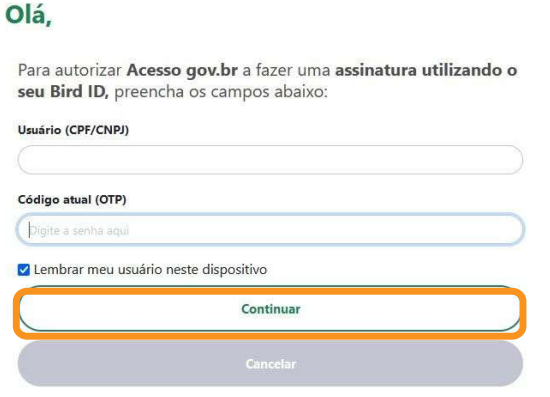 Olá,
Para autorizar Acesso gov.br a fazer uma assinatura utilizando o
seu Bird ID, preencha os campos abaixo:
Usuário (CPF/CNPJ)
Código atual (OTP)
Digite a senha aqui
Lembrar meu usuário neste dispositivo
Continuar
Cancelar